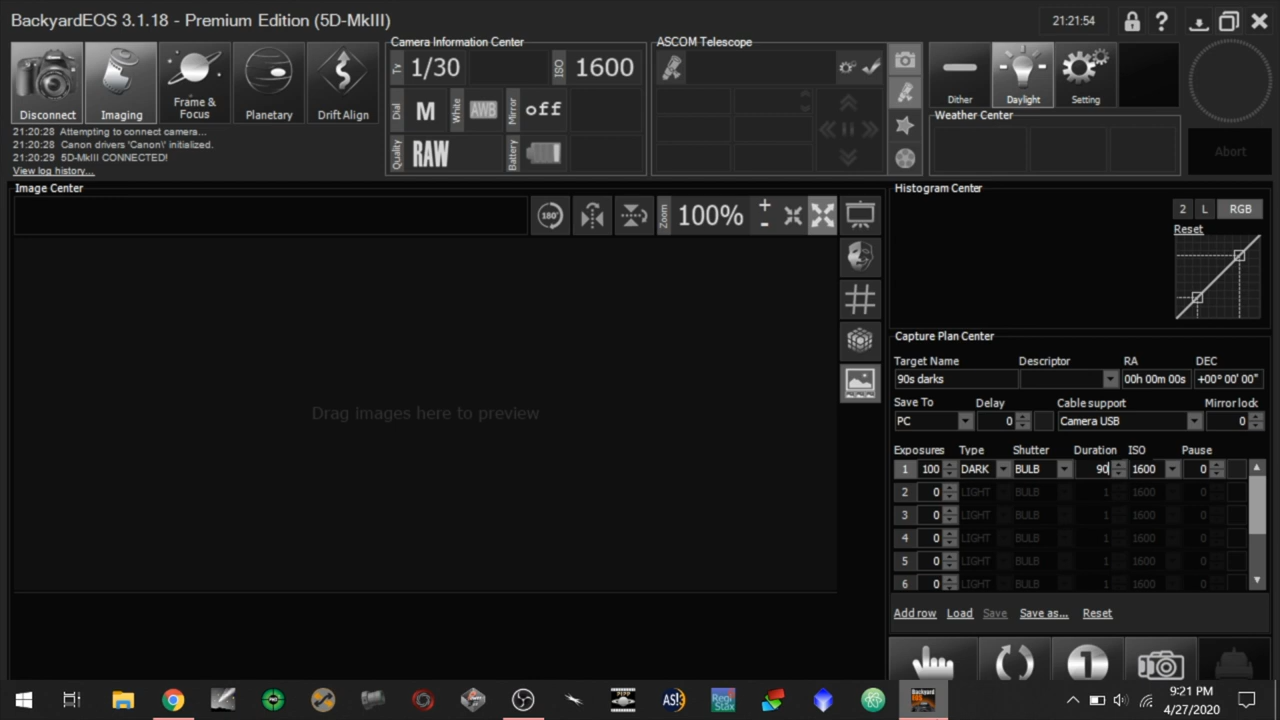 BackyardEOS 3.1.18 - Premium Edition (5D-MkIII)
21:21:54
?
Disconnect
Imaging
Frame & Focus
Planetary
Drift Align
21:20:28 Attempting to connect camera...
21:20:28 Canon drivers 'Canon\' initialized.
21:20:29 5D-MkIII CONNECTED!
View log history...
Camera Information Center
Tv 1/30 ISO 1600
Dial M White AWB Mirror off
Quality RAW Battery
ASCOM Telescope
Dither
Daylight
Setting
Weather Center
Abort
Image Center
180°
Zoom 100% + -
Drag Images here to preview
Histogram Center
2 L RGB
Reset
Capture Plan Center
Target Name Descriptor RA DEC
90s darks 00h 00m 00s +00° 00' 00"
Save To Delay Cable support Mirror lock
PC 0 Camera USB 0
Exposures Type Shutter Duration ISO Pause
1 100 DARK BULB 90 1600 0
2 0 LIGHT BULB 1 1600 0
3 0 LIGHT BULB 1 1600 0
4 0 LIGHT BULB 1 1600 0
5 0 LIGHT BULB 1 1600 0
6 0 LIGHT BULB 1 1600 0
Add row Load Save Save as... Reset
1
PIPP
AS!3
Backyard EOS
9:21 PM
4/27/2020